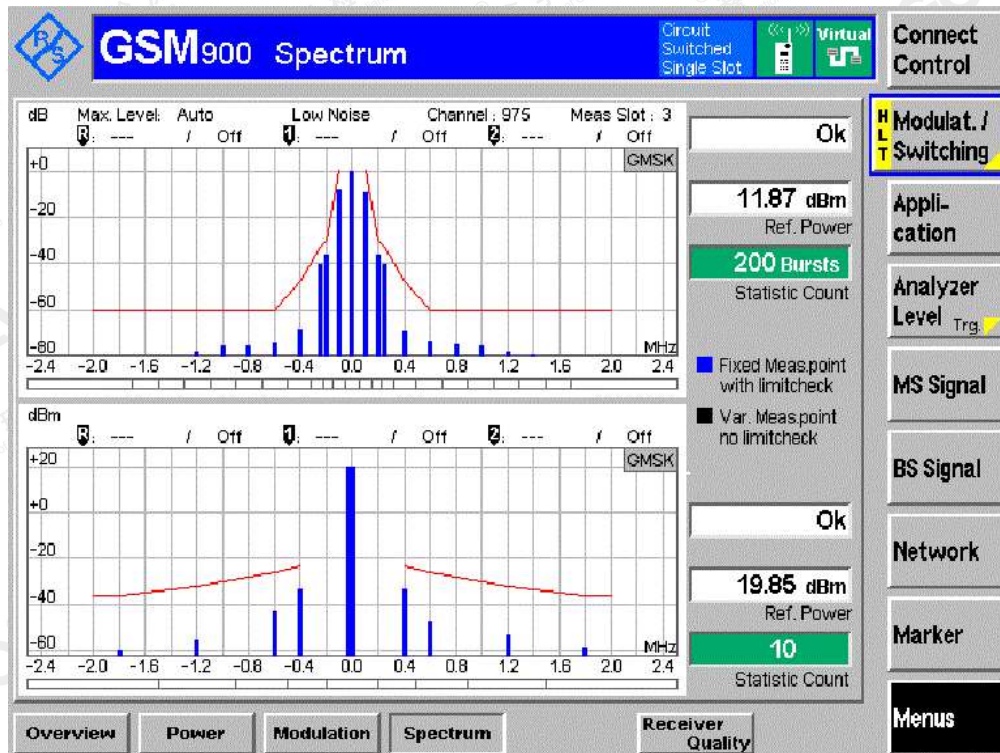 R S
GSM900 Spectrum
Circuit
Switched
Single Slot
Virtual
Connect
Control
dB Max. Level: Auto Low Noise Channel : 975 Meas Slot : 3
R : --- / Off 1 : --- / Off 2 : --- / Off
GMSK
+0
-20
-40
-60
-80
MHz
-2.4 -2.0 -1.6 -1.2 -0.8 -0.4 0.0 0.4 0.8 1.2 1.6 2.0 2.4
Ok
11.87 dBm
Ref. Power
200 Bursts
Statistic Count
Fixed Meas.point
with limitcheck
Var. Meas.point
no limitcheck
dBm
R : --- / Off 1 : --- / Off 2 : --- / Off
GMSK
+20
+0
-20
-40
-60
MHz
-2.4 -2.0 -1.6 -1.2 -0.8 -0.4 0.0 0.4 0.8 1.2 1.6 2.0 2.4
Ok
19.85 dBm
Ref. Power
10
Statistic Count
HLT
Modulat. /
Switching
Appli-
cation
Analyzer
Level Trg.
MS Signal
BS Signal
Network
Marker
Menus
Overview Power Modulation Spectrum Receiver
Quality